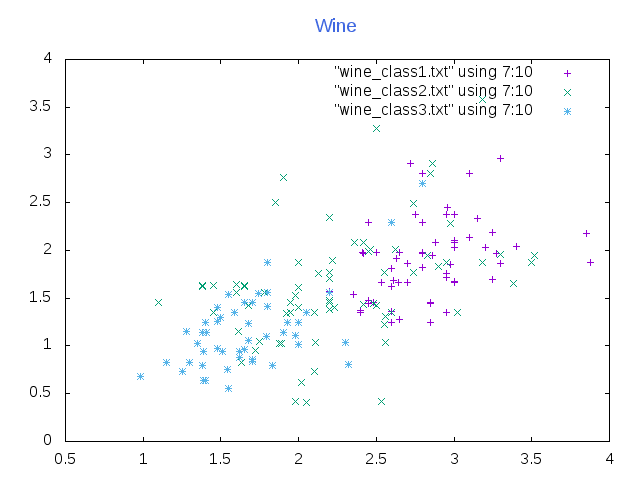 Wine
4
"wine_class1.txt" using 7:10
"wine_class2.txt" using 7:10
3.5
"wine_class3.txt" using 7:10
3
2.5
2
1.5
1
0.5
0
0.5 1 1.5 2 2.5 3 3.5 4